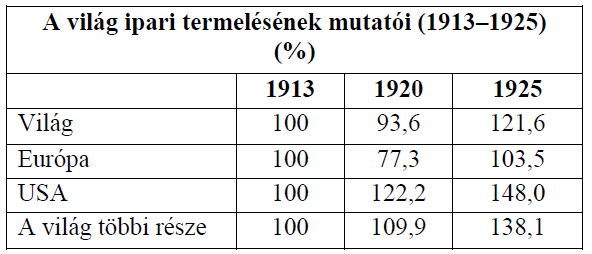 A világ ipari termelésének mutatói (1913–1925)
(%)
1913 1920 1925
Világ 100 93,6 121,6
Európa 100 77,3 103,5
USA 100 122,2 148,0
A világ többi része 100 109,9 138,1